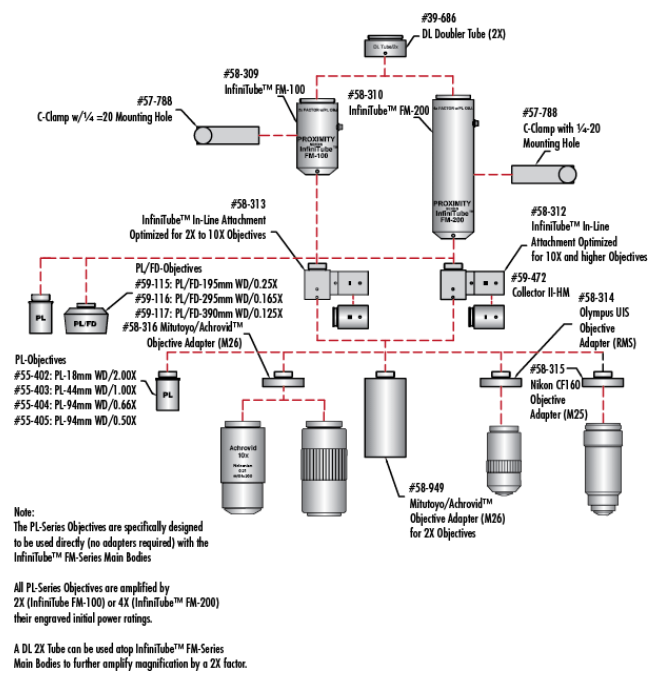 #39-686
DL Doubler Tube (2X)
DL Tube/2x
#58-309
InfiniTube™ FM-100
#58-310
InfiniTube™ FM-200
#57-788
C-Clamp w/¼ =20 Mounting Hole
#57-788
C-Clamp with ¼-20
Mounting Hole
PROXIMITY
InfiniTube™
FM-100
PROXIMITY
InfiniTube™
FM-200
#58-313
InfiniTube™ In-Line Attachment
Optimized for 2X to 10X Objectives
#58-312
InfiniTube™ In-Line
Attachment Optimized
for 10X and higher Objectives
#59-472
Collector II-HM
PL
PL/FD
PL/FD-Objectives
#59-115: PL/FD-195mm WD/0.25X
#59-116: PL/FD-295mm WD/0.165X
#59-117: PL/FD-390mm WD/0.125X
#58-316 Mitutoyo/Achrovid™
Objective Adapter (M26)
#58-314
Olympus UIS
Objective
Adapter (RMS)
#58-315
Nikon CF160
Objective
Adapter (M25)
PL-Objectives
#55-402: PL-18mm WD/2.00X
#55-403: PL-44mm WD/1.00X
#55-404: PL-94mm WD/0.66X
#55-405: PL-94mm WD/0.50X
PL
Achrovid
10x
#58-949
Mitutoyo/Achrovid™
Objective Adapter (M26)
for 2X Objectives
Note:
The PL-Series Objectives are specifically designed
to be used directly (no adapters required) with the
InfiniTube™ FM-Series Main Bodies
All PL-Series Objectives are amplified by
2X (InfiniTube FM-100) or 4X (InfiniTube™ FM-200)
their engraved initial power ratings.
A DL 2X Tube can be used atop InfiniTube™ FM-Series
Main Bodies to further amplify magnification by a 2X factor.